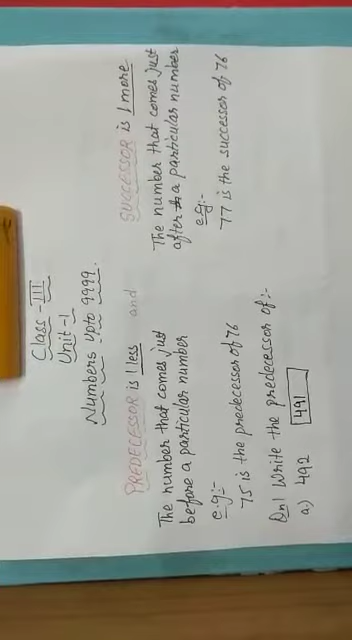 Class - III
Unit - 1
Numbers upto 9999.
PREDECESSOR is 1 less and SUCCESSOR is 1 more
The number that comes just
before a particular number
e.g:-
75 is the predecessor of 76
The number that comes just
after a particular number
e.g:-
77 is the successor of 76
Qn1 Write the predecessor of :-
a.) 492 491